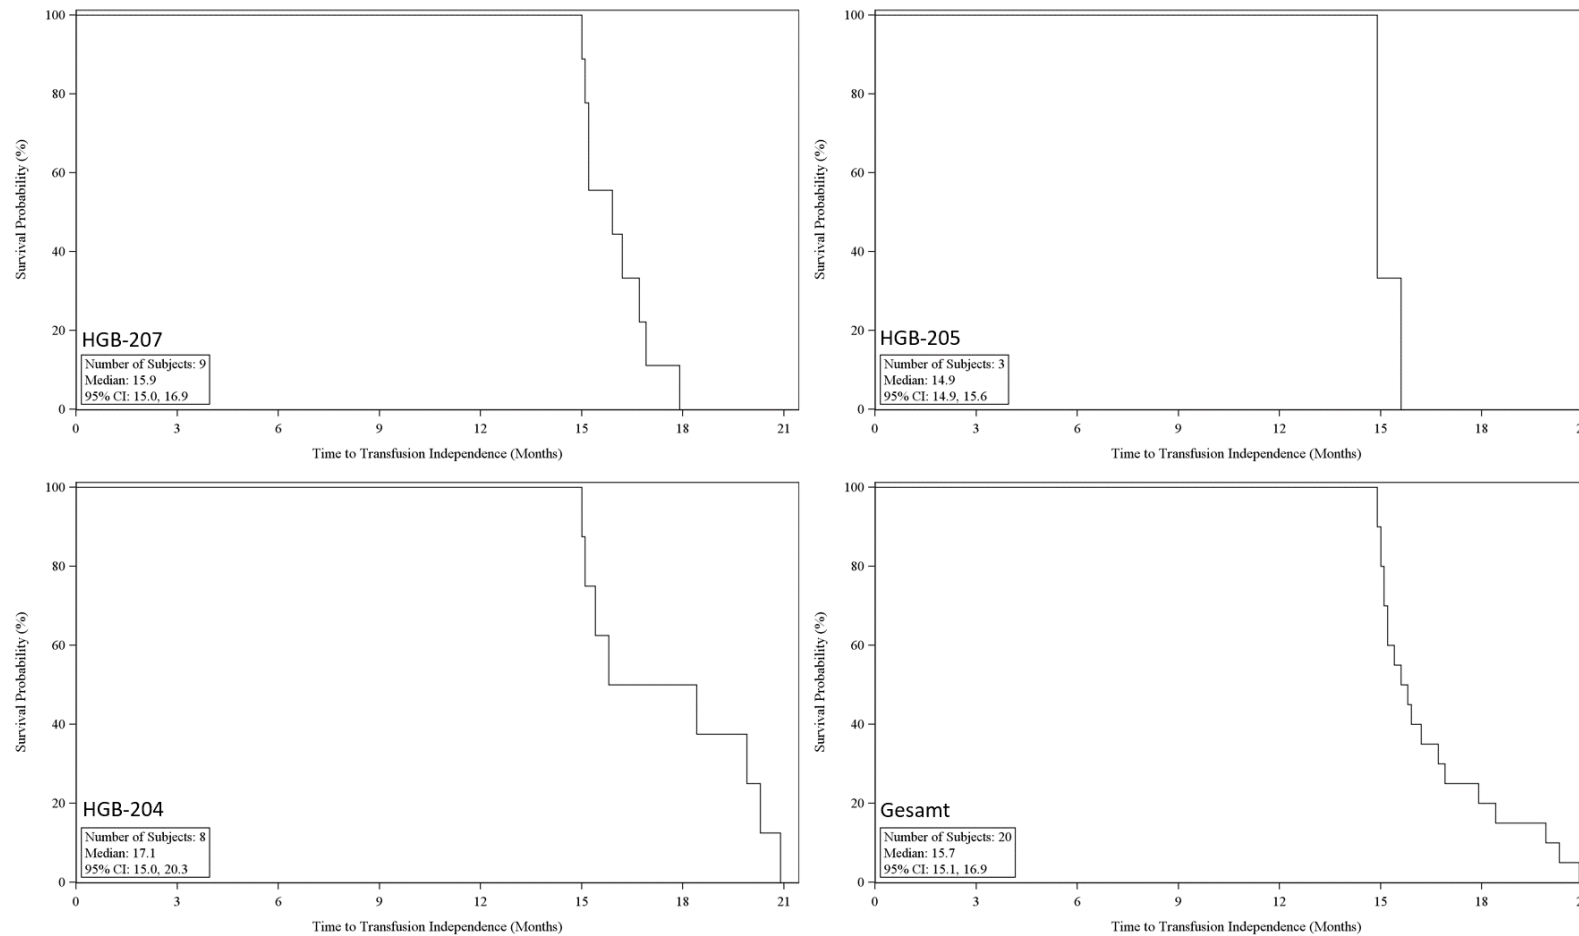 100
80
60
40
20
0
Survival Probability (%)
HGB-207
Number of Subjects: 9
Median: 15.9
95% CI: 15.0, 16.9
0 3 6 9 12 15 18 21
Time to Transfusion Independence (Months)
100
80
60
40
20
0
Survival Probability (%)
HGB-205
Number of Subjects: 3
Median: 14.9
95% CI: 14.9, 15.6
0 3 6 9 12 15 18
Time to Transfusion Independence (Months)
100
80
60
40
20
0
Survival Probability (%)
HGB-204
Number of Subjects: 8
Median: 17.1
95% CI: 15.0, 20.3
0 3 6 9 12 15 18 21
Time to Transfusion Independence (Months)
100
80
60
40
20
0
Survival Probability (%)
Gesamt
Number of Subjects: 20
Median: 15.7
95% CI: 15.1, 16.9
0 3 6 9 12 15 18
Time to Transfusion Independence (Months)